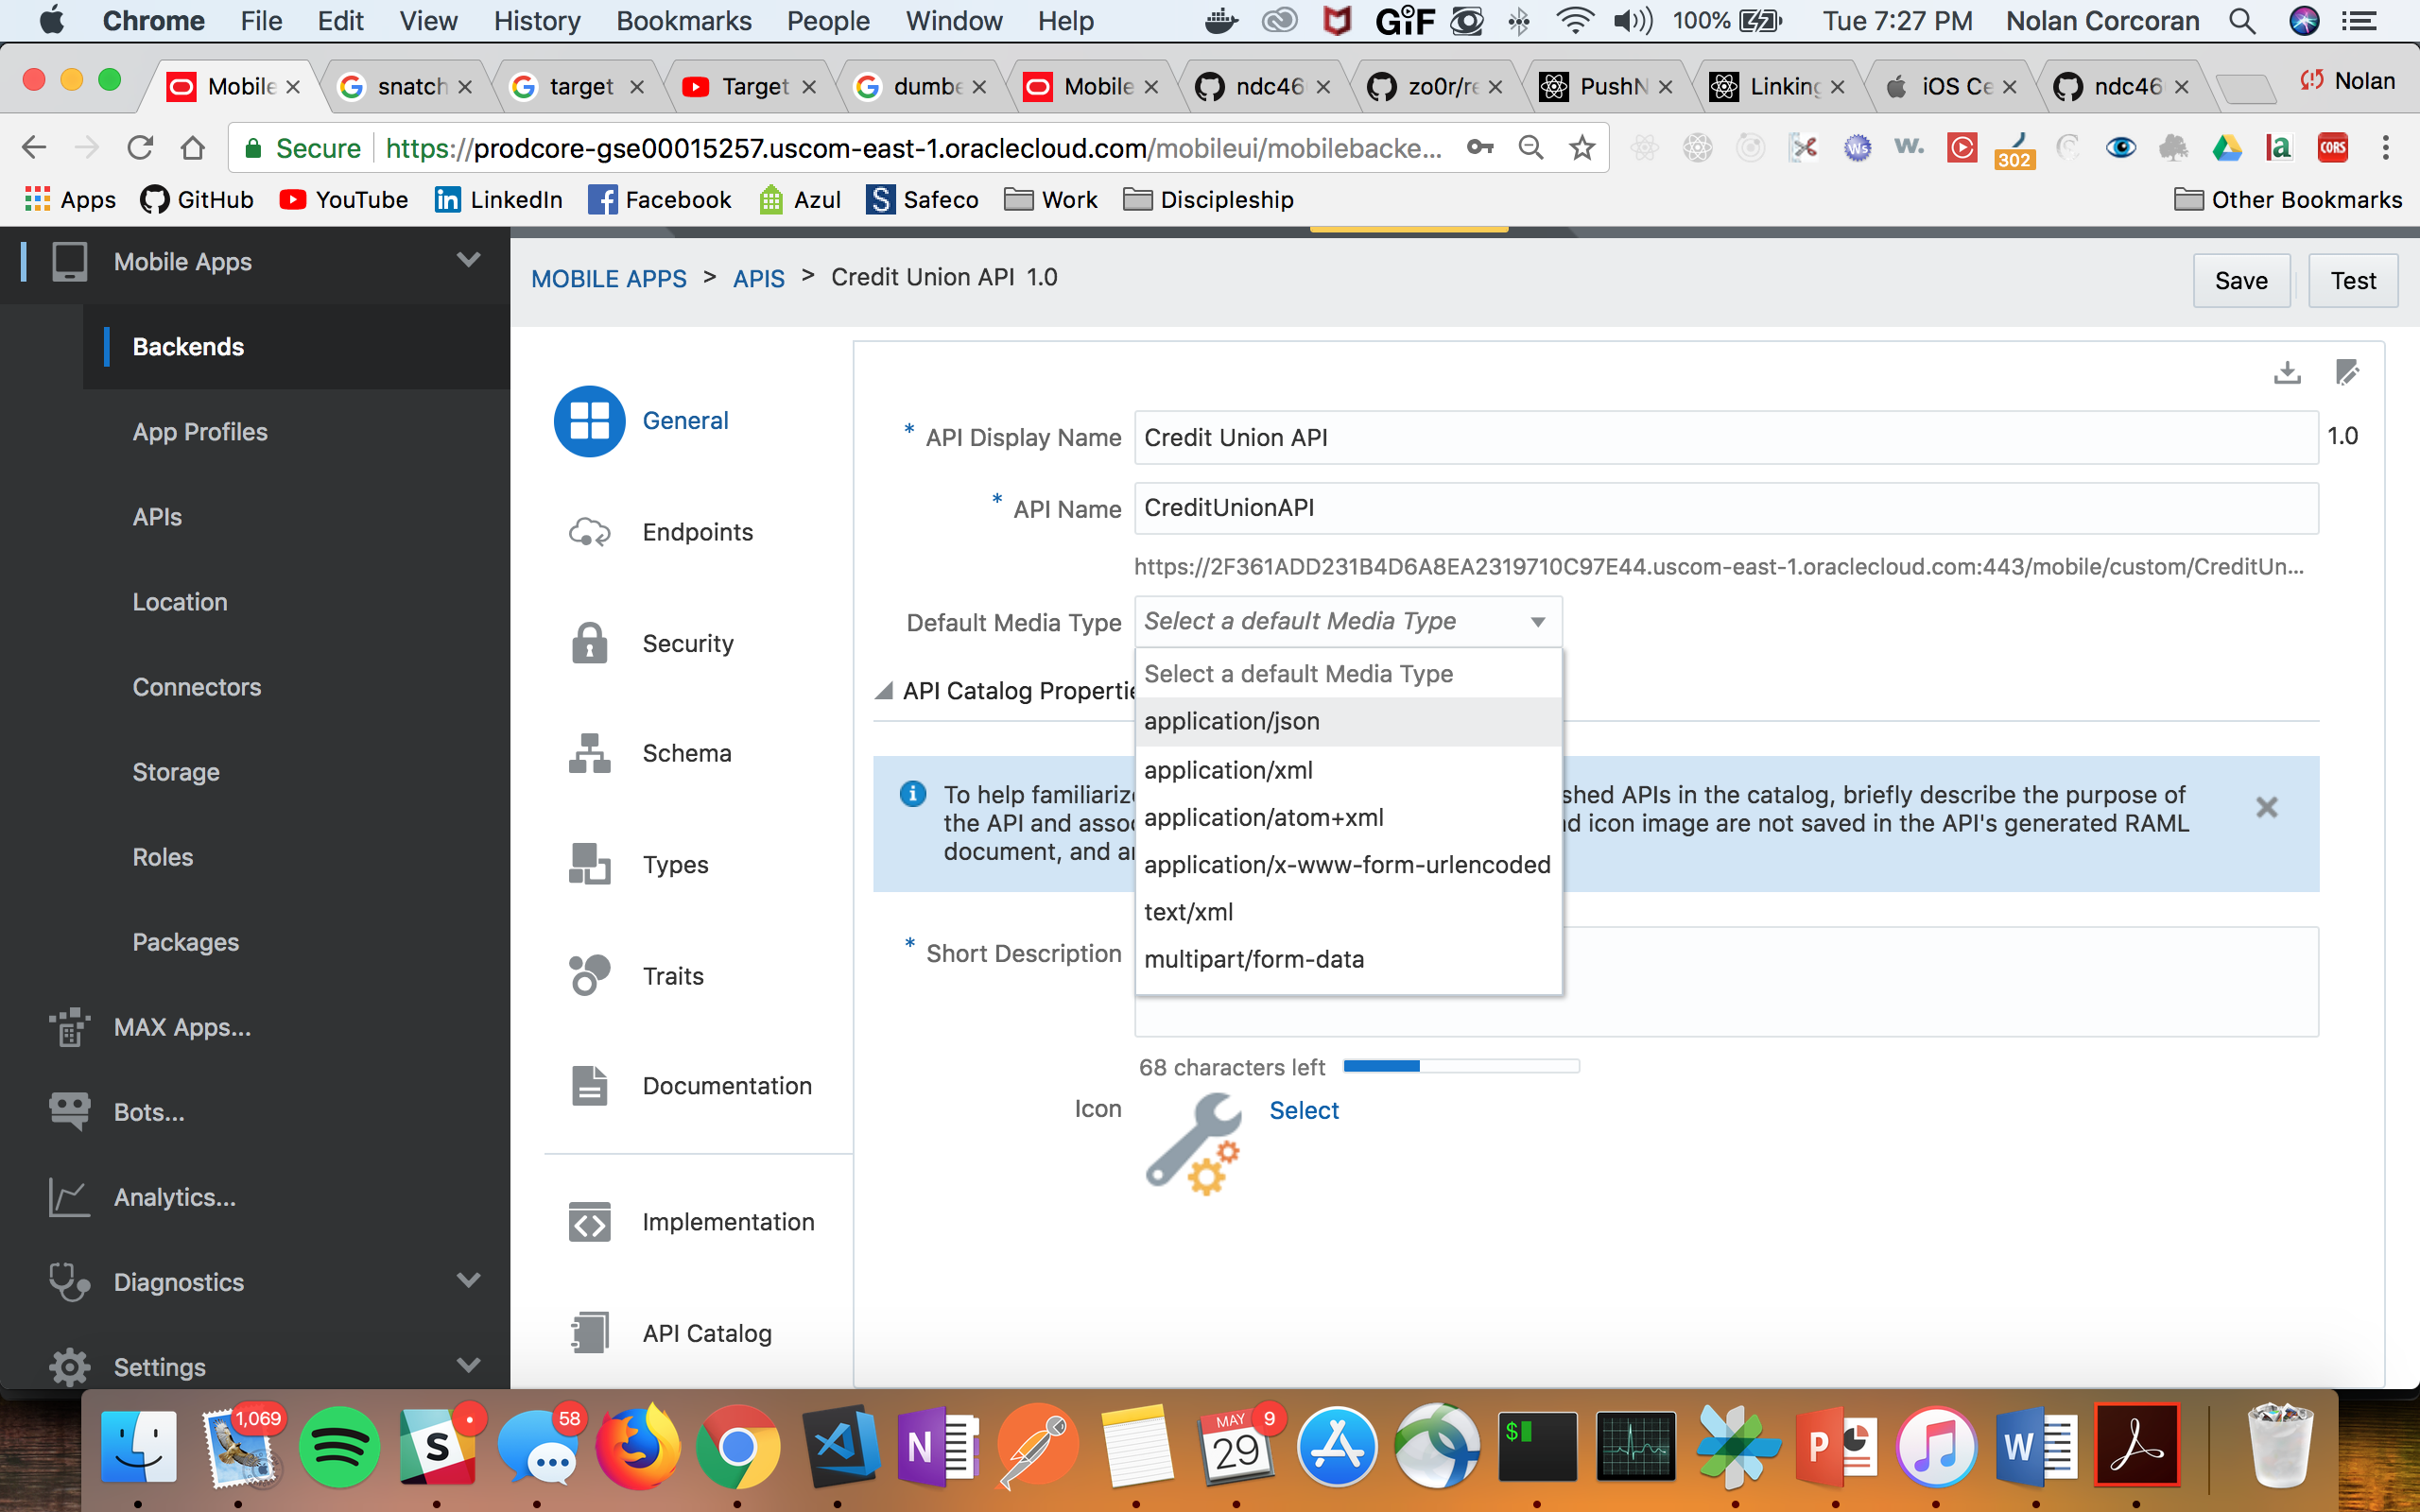 Chrome File Edit View History Bookmarks People Window Help GIF 100% Tue 7:27 PM Nolan Corcoran
Mobile snatch target Target dumbe Mobile ndc46 zo0r/re PushN Linking iOS Ce ndc46 Nolan
Secure https://prodcore-gse00015257.uscom-east-1.oraclecloud.com/mobileui/mobilebacke... Ws w. 302 a CORS
Apps GitHub YouTube LinkedIn Facebook Azul Safeco Work Discipleship Other Bookmarks
Mobile Apps
Backends
App Profiles
APIs
Location
Connectors
Storage
Roles
Packages
MAX Apps...
Bots...
Analytics...
Diagnostics
Settings
MOBILE APPS > APIS > Credit Union API 1.0
Save Test
General
Endpoints
Security
Schema
Types
Traits
Documentation
Implementation
API Catalog
* API Display Name Credit Union API 1.0
* API Name CreditUnionAPI
https://2F361ADD231B4D6A8EA2319710C97E44.uscom-east-1.oraclecloud.com:443/mobile/custom/CreditUn...
Default Media Type Select a default Media Type
Select a default Media Type
application/json
application/xml
application/atom+xml
application/x-www-form-urlencoded
text/xml
multipart/form-data
API Catalog Properti
To help familiariz shed APIs in the catalog, briefly describe the purpose of
the API and asso d icon image are not saved in the API's generated RAML
document, and a
* Short Description
68 characters left
Icon Select
1,069 S 58 N MAY 29 9 $ P W